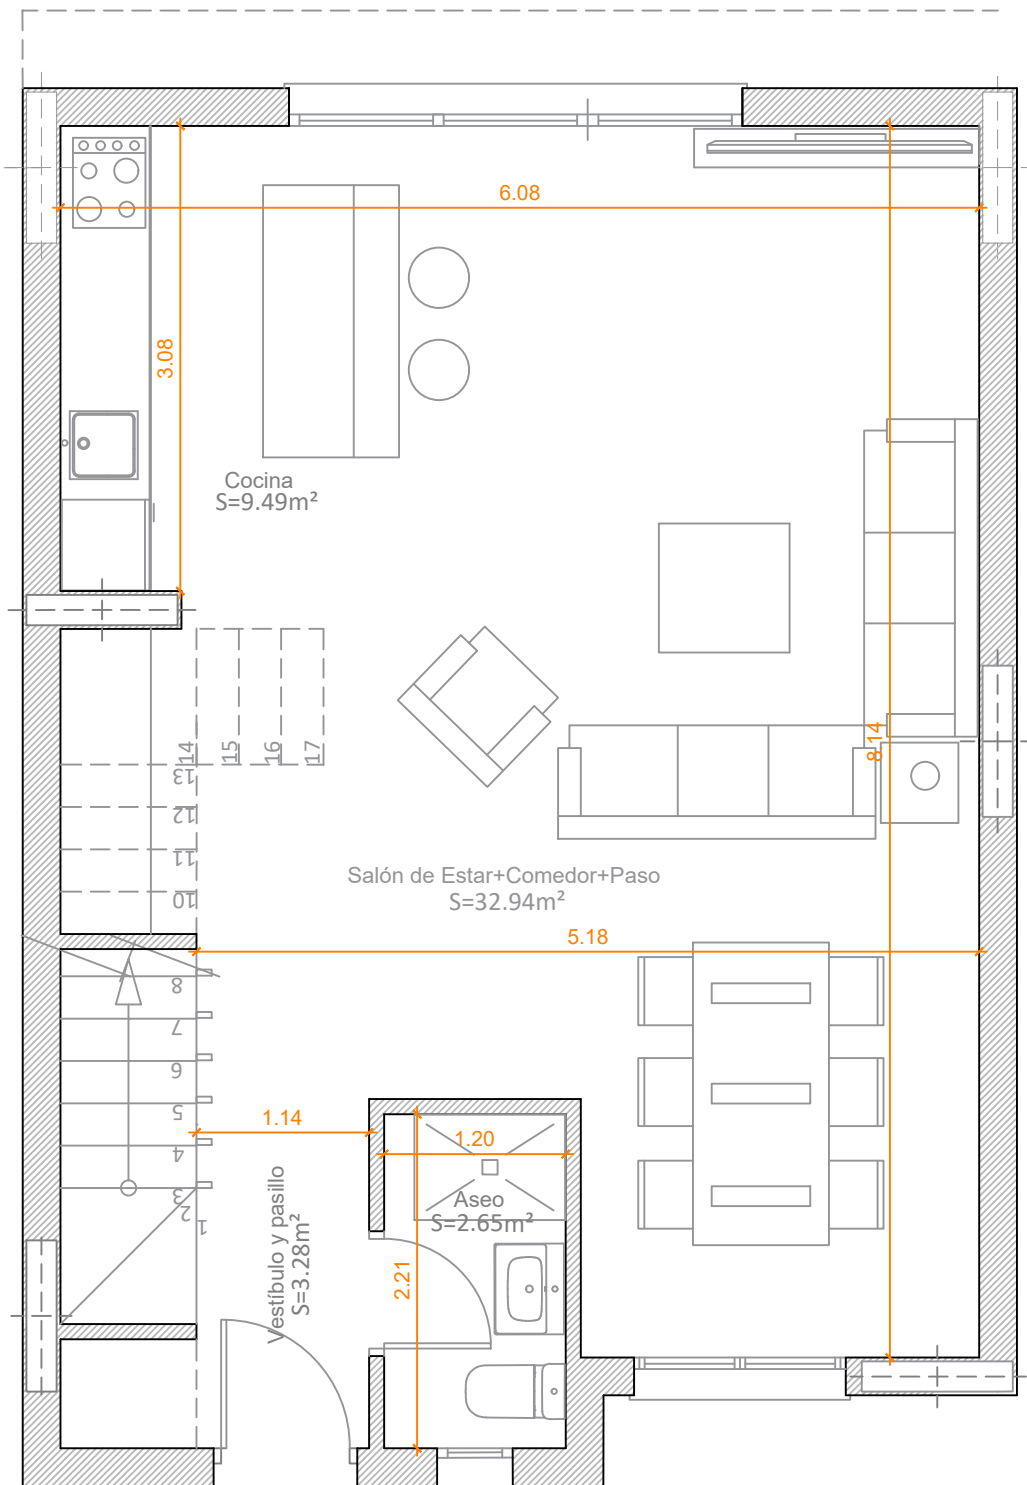 6.08
3.08
Cocina
S=9.49m²
14
15
16
17
13
12
11
10
8.14
Salón de Estar+Comedor+Paso
S=32.94m²
5.18
8
7
6
5
4
3
2
1
1.14
1.20
Aseo
S=2.65m²
2.21
Vestíbulo y pasillo
S=3.28m²